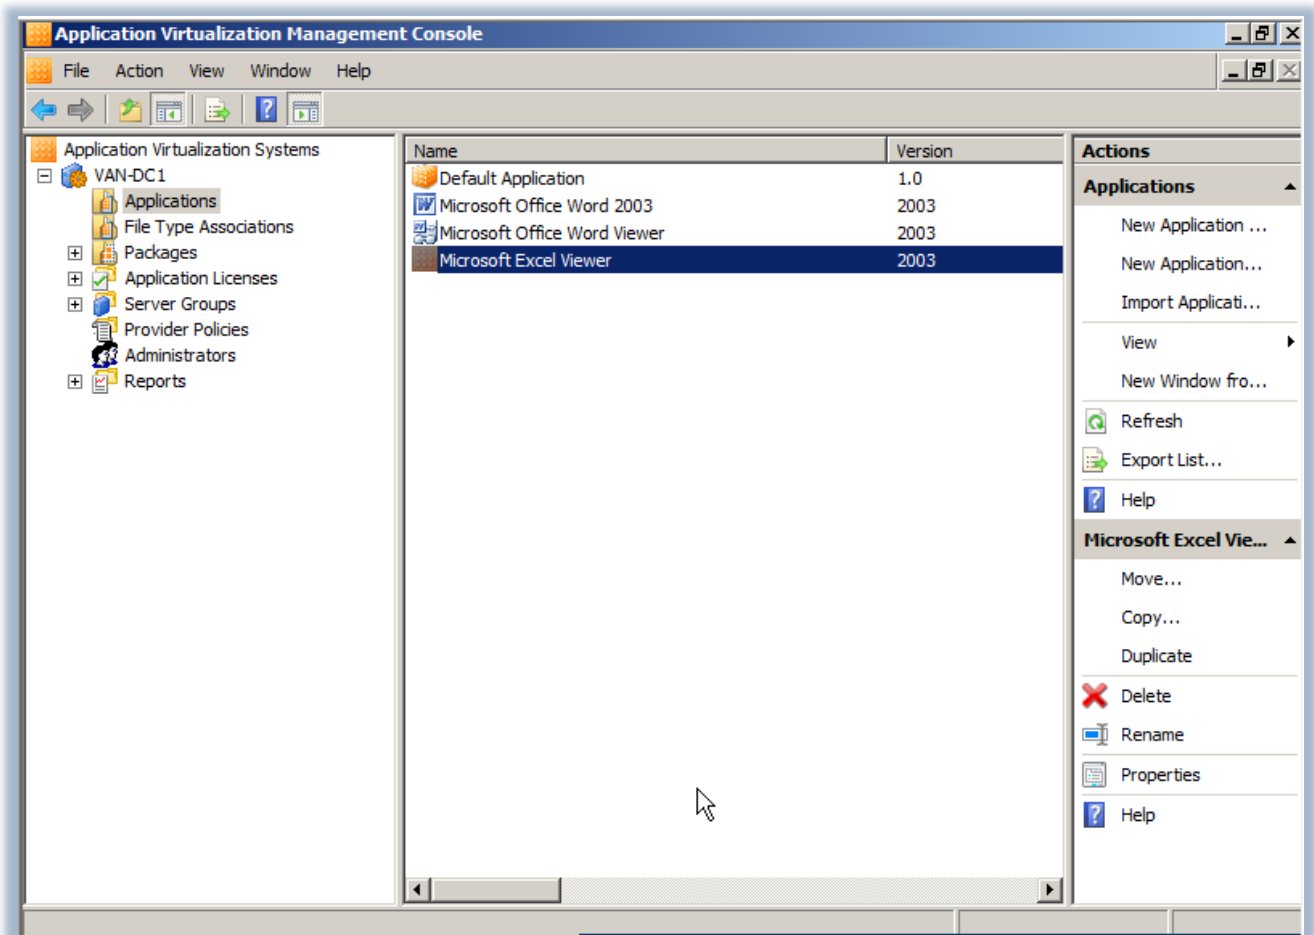 Application Virtualization Management Console
File Action View Window Help
Application Virtualization Systems
VAN-DC1
Applications
File Type Associations
Packages
Application Licenses
Server Groups
Provider Policies
Administrators
Reports
Name Version
Default Application 1.0
Microsoft Office Word 2003 2003
Microsoft Office Word Viewer 2003
Microsoft Excel Viewer 2003
Actions
Applications
New Application ...
New Application...
Import Applicati...
View
New Window fro...
Refresh
Export List...
Help
Microsoft Excel Vie...
Move...
Copy...
Duplicate
Delete
Rename
Properties
Help